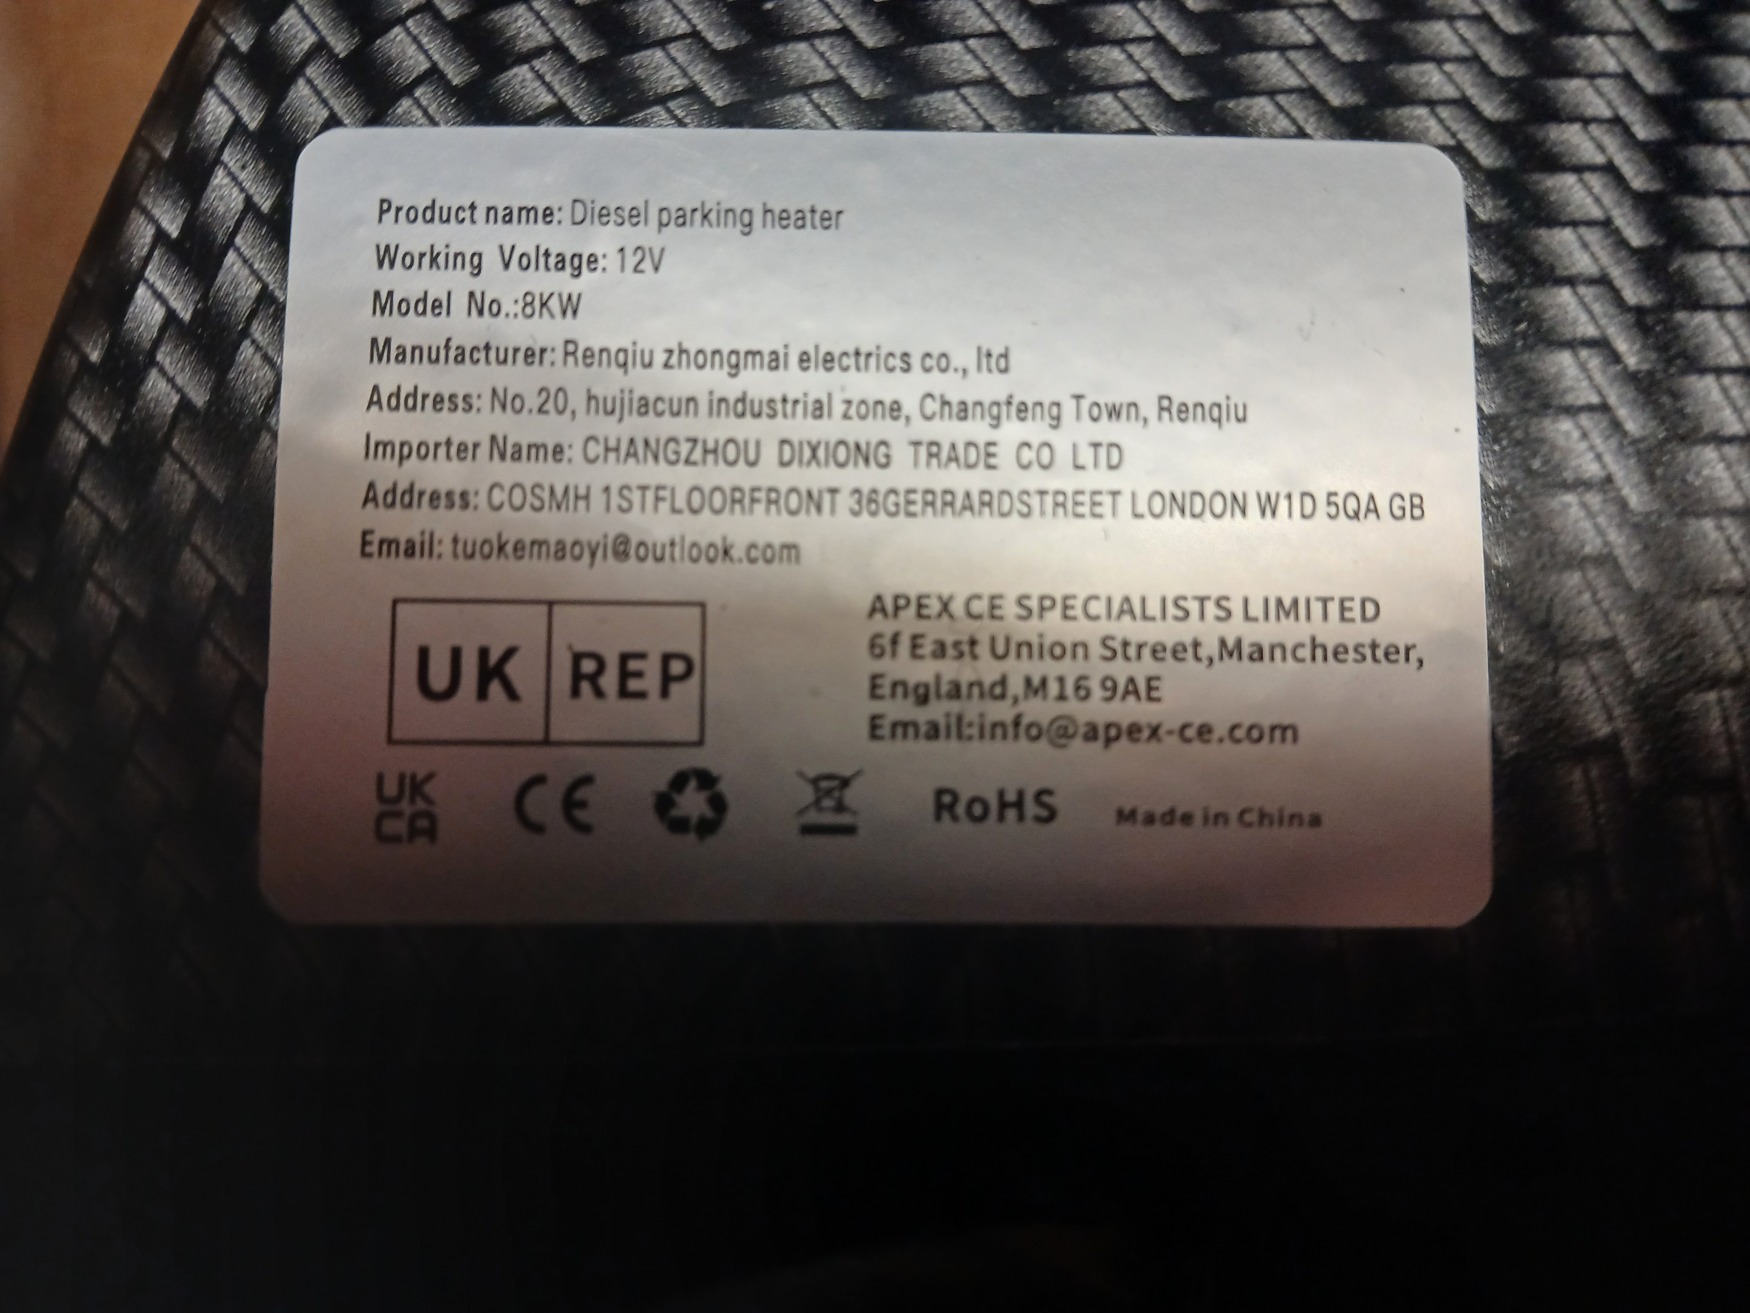 Product name: Diesel parking heater
Working Voltage: 12V
Model No.:8KW
Manufacturer: Renqiu zhongmai electrics co., ltd
Address: No.20, hujiacun industrial zone, Changfeng Town, Renqiu
Importer Name: CHANGZHOU DIXIONG TRADE CO LTD
Address: COSMH 1STFLOORFRONT 36GERRARDSTREET LONDON W1D 5QA GB
Email: tuokemaoyi@outlook.com
UK REP
APEX CE SPECIALISTS LIMITED
6f East Union Street,Manchester,
England,M16 9AE
Email:info@apex-ce.com
UK
CA
CE
RoHS
Made in China